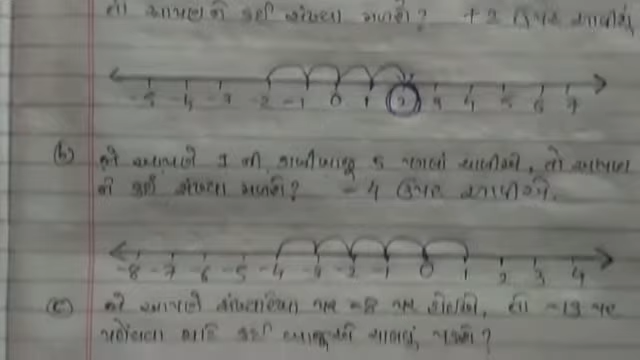 તો આપણને કઈ સંખ્યા મળશે? +2 ઉપર આવીશું
-5 -4 -3 -2 -1 0 1 2 3 4 5 6 7
(b) જો આપણે 1 ની ડાબીબાજુ 5 પગલાં ચાલીએ, તો આપણ
ને કઈ સંખ્યા મળશે? -4 ઉપર આવીશું.
-8 -7 -6 -5 -4 -3 -2 -1 0 1 2 3 4
(c) જો આપણે સંખ્યારેખા પર -8 પર હોઈએ, તો -13 પર
પહોંચવા માટે કઈ બાજુએ ચાલવું પડશે?